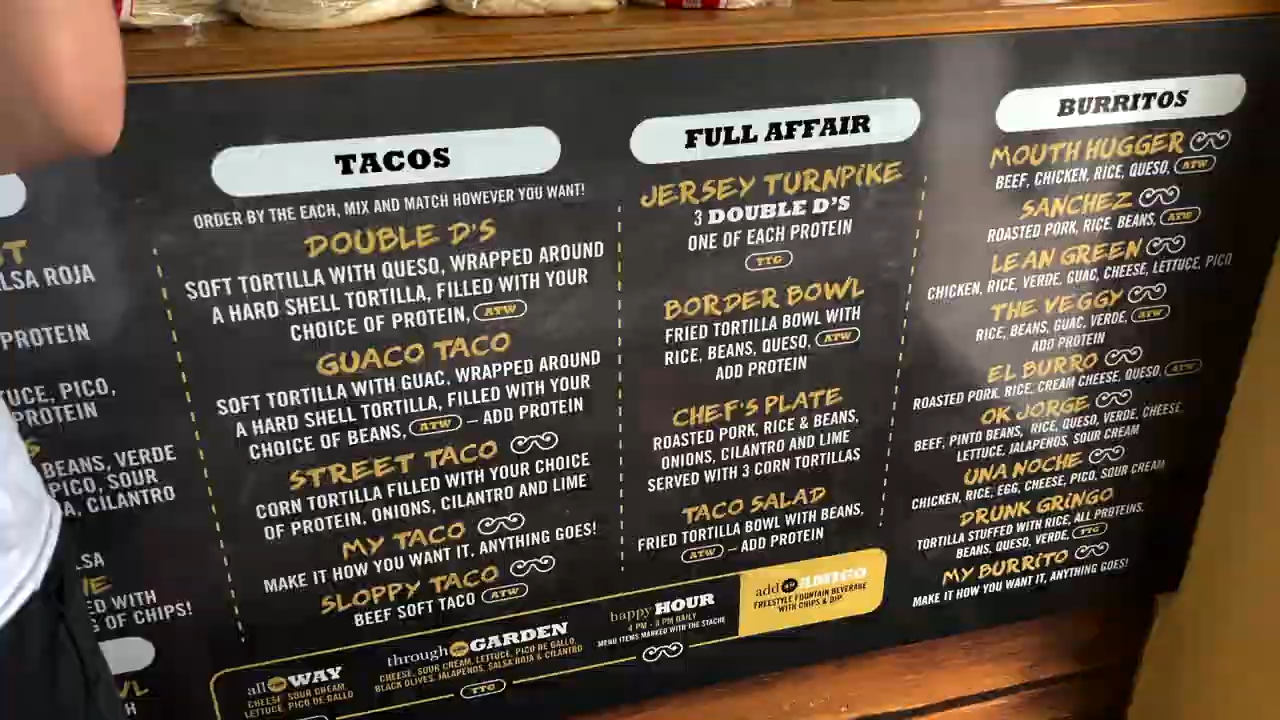 ST
ALSA ROJA
PROTEIN
TUCE, PICO,
PROTEIN
BEANS, VERDE
PICO, SOUR
CILANTRO
LSA
ED WITH
OF CHIPS!
TACOS
ORDER BY THE EACH, MIX AND MATCH HOWEVER YOU WANT!
DOUBLE D'S
SOFT TORTILLA WITH QUESO, WRAPPED AROUND
A HARD SHELL TORTILLA, FILLED WITH YOUR
CHOICE OF PROTEIN, ATW
GUACO TACO
SOFT TORTILLA WITH GUAC, WRAPPED AROUND
A HARD SHELL TORTILLA, FILLED WITH YOUR
CHOICE OF BEANS, ATW – ADD PROTEIN
STREET TACO
CORN TORTILLA FILLED WITH YOUR CHOICE
OF PROTEIN, ONIONS, CILANTRO AND LIME
MY TACO
MAKE IT HOW YOU WANT IT, ANYTHING GOES!
SLOPPY TACO
BEEF SOFT TACO ATW
FULL AFFAIR
JERSEY TURNPIKE
3 DOUBLE D'S
ONE OF EACH PROTEIN
TTG
BORDER BOWL
FRIED TORTILLA BOWL WITH
RICE, BEANS, QUESO, ATW
ADD PROTEIN
CHEF'S PLATE
ROASTED PORK, RICE & BEANS,
ONIONS, CILANTRO AND LIME
SERVED WITH 3 CORN TORTILLAS
TACO SALAD
FRIED TORTILLA BOWL WITH BEANS,
ATW – ADD PROTEIN
BURRITOS
MOUTH HUGGER
BEEF, CHICKEN, RICE, QUESO, ATW
SANCHEZ
ROASTED PORK, RICE, BEANS, ATW
LEAN GREEN
CHICKEN, RICE, VERDE, GUAC, CHEESE, LETTUCE, PICO
THE VEGGY
RICE, BEANS, GUAC, VERDE, ATW
ADD PROTEIN
EL BURRO
ROASTED PORK, RICE, CREAM CHEESE, QUESO, ATW
OK JORGE
BEEF, PINTO BEANS, RICE, QUESO, VERDE, CHEESE,
LETTUCE, JALAPENOS, SOUR CREAM
UNA NOCHE
CHICKEN, RICE, EGG, CHEESE, PICO, SOUR CREAM
DRUNK GRINGO
TORTILLA STUFFED WITH RICE, ALL PROTEINS,
BEANS, QUESO, VERDE, TTG
MY BURRITO
MAKE IT HOW YOU WANT IT, ANYTHING GOES!
all the WAY
CHEESE, SOUR CREAM,
LETTUCE, PICO DE GALLO
through the GARDEN
CHEESE, SOUR CREAM, LETTUCE, PICO DE GALLO,
BLACK OLIVES, JALAPENOS, SALSA ROJA & CILANTRO
TTG
happy HOUR
4 PM - 8 PM DAILY
MENU ITEMS MARKED WITH THE STACHE
add an AMIGO
FREESTYLE FOUNTAIN BEVERAGE
WITH CHIPS & DIP